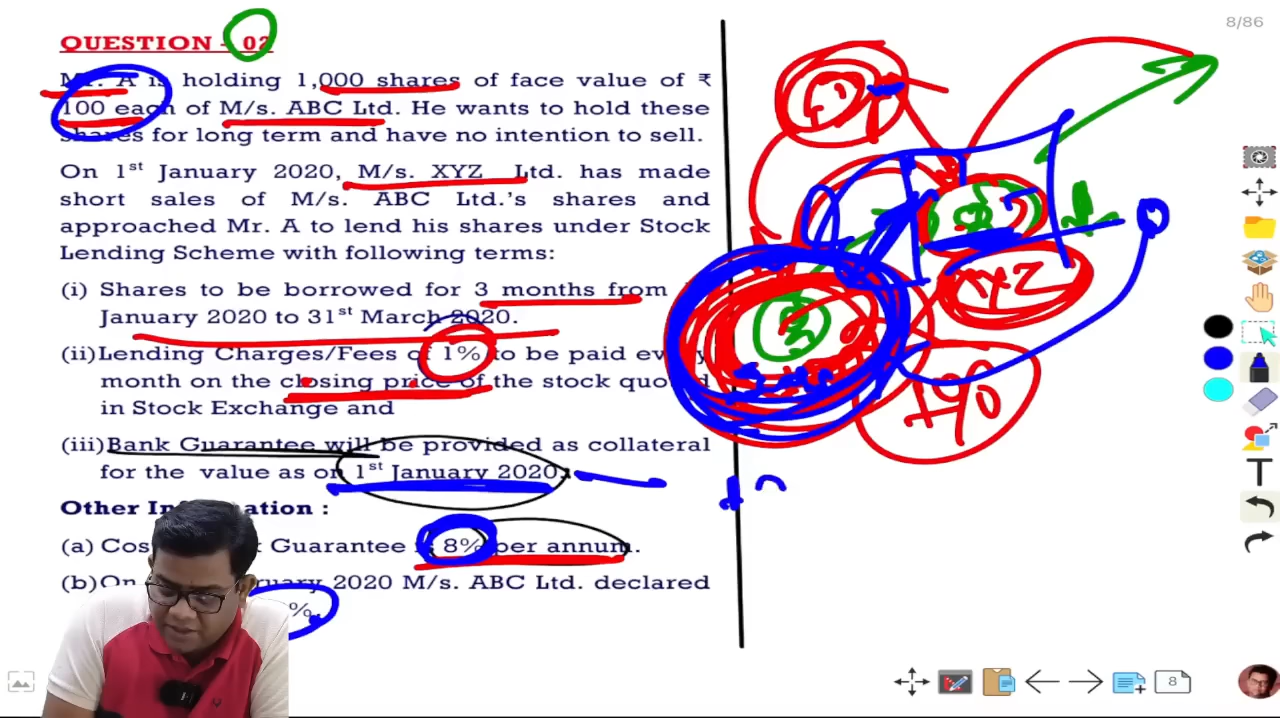 8/86
QUESTION - 02
Mr. A is holding 1,000 shares of face value of ₹
100 each of M/s. ABC Ltd. He wants to hold these
shares for long term and have no intention to sell.
On 1st January 2020, M/s. XYZ Ltd. has made
short sales of M/s. ABC Ltd.'s shares and
approached Mr. A to lend his shares under Stock
Lending Scheme with following terms:
(i) Shares to be borrowed for 3 months from
January 2020 to 31st March 2020.
(ii) Lending Charges/Fees of 1% to be paid every
month on the closing price of the stock quoted
in Stock Exchange and
(iii) Bank Guarantee will be provided as collateral
for the value as on 1st January 2020.
Other Information :
(a) Cost Guarantee is 8% per annum.
(b) On 2020 M/s. ABC Ltd. declared
%.
xyz
8